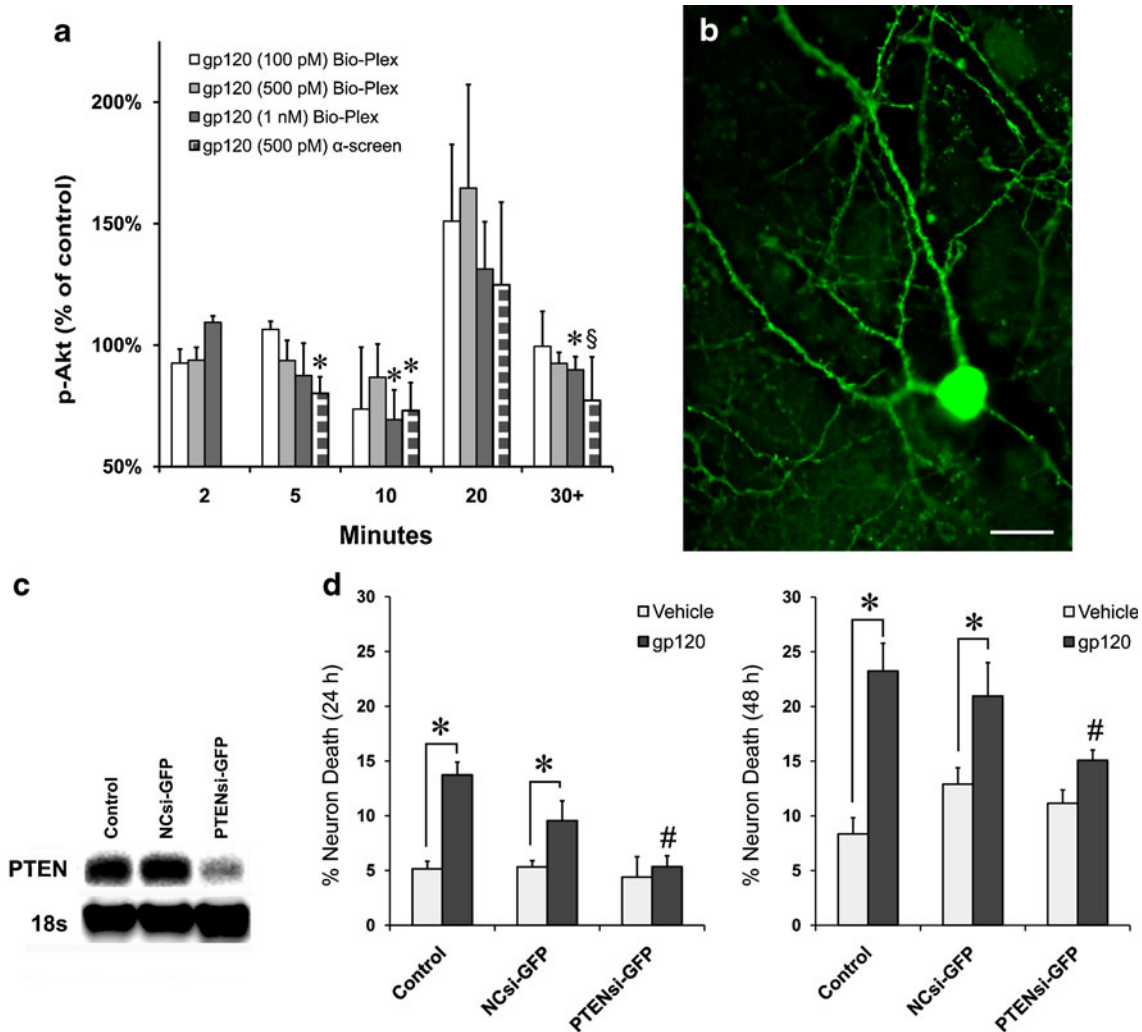 a
gp120 (100 pM) Bio-Plex
gp120 (500 pM) Bio-Plex
gp120 (1 nM) Bio-Plex
gp120 (500 pM) α-screen
p-Akt (% of control)
200%
150%
100%
50%
* * * * §
2 5 10 20 30+
Minutes
b
c
Control
NCsi-GFP
PTENsi-GFP
PTEN
18s
d
% Neuron Death (24 h)
30
25
20
15
10
5
0
Vehicle
gp120
* * #
Control
NCsi-GFP
PTENsi-GFP
% Neuron Death (48 h)
30
25
20
15
10
5
0
Vehicle
gp120
* * #
Control
NCsi-GFP
PTENsi-GFP